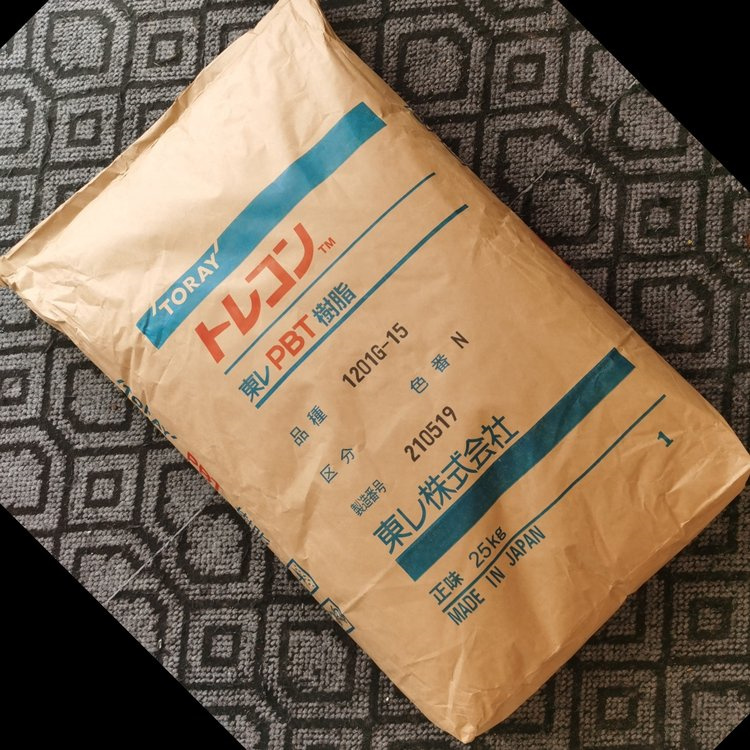 TORAY
トレコン™
東レPBT樹脂
品種 1201G-15
区分 色番 N
製造番号 210519
東レ株式会社
1
正味 25kg
MADE IN JAPAN